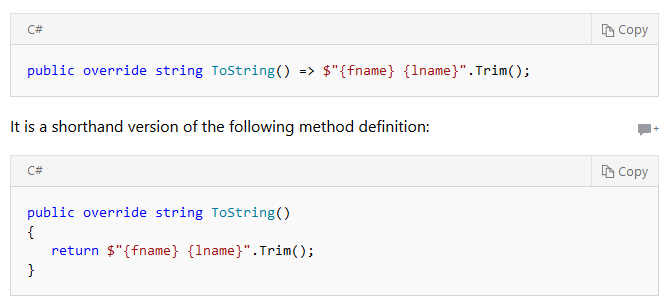 C# Copy
public override string ToString() => $"{fname} {lname}".Trim();
It is a shorthand version of the following method definition:
C# Copy
public override string ToString()
{
   return $"{fname} {lname}".Trim();
}